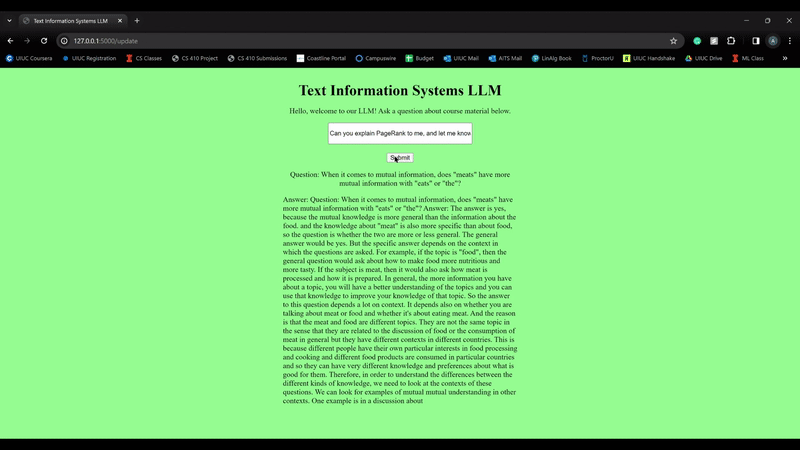 Text Information Systems LLM
127.0.0.1:5000/update
UIUC Coursera UIUC Registration CS Classes CS 410 Project CS 410 Submissions Coastline Portal Campuswire Budget UIUC Mail AITS Mail LinAlg Book ProctorU UIUC Handshake UIUC Drive ML Class
Text Information Systems LLM
Hello, welcome to our LLM! Ask a question about course material below.
Can you explain PageRank to me, and let me know
Submit
Question: When it comes to mutual information, does "meats" have more
mutual information with "eats" or "the"?
Answer: Question: When it comes to mutual information, does "meats" have
more mutual information with "eats" or "the"? Answer: The answer is yes,
because the mutual knowledge is more general than the information about the
food. and the knowledge about "meat" is also more specific than about food,
so the question is whether the two are more or less general. The general
answer would be yes. But the specific answer depends on the context in
which the questions are asked. For example, if the topic is "food", then the
general question would ask about how to make food more nutritious and
more tasty. If the subject is meat, then it would also ask how meat is
processed and how it is prepared. In general, the more information you have
about a topic, you will have a better understanding of the topics and you can
use that knowledge to improve your knowledge of that topic. So the answer
to this question depends a lot on context. It depends also on whether you are
talking about meat or food and whether it's about eating meat. And the reason
is that the meat and food are different topics. They are not the same topic in
the sense that they are related to the discussion of food or the consumption of
meat in general but they have different contexts in different countries. This is
because different people have their own particular interests in food processing
and cooking and different food products are consumed in particular countries
and so they can have very different knowledge and preferences about what is
good for them. Therefore, in order to understand the differences between the
different kinds of knowledge, we need to look at the contexts of these
questions. We can look for examples of mutual mutual understanding in other
contexts. One example is in a discussion about